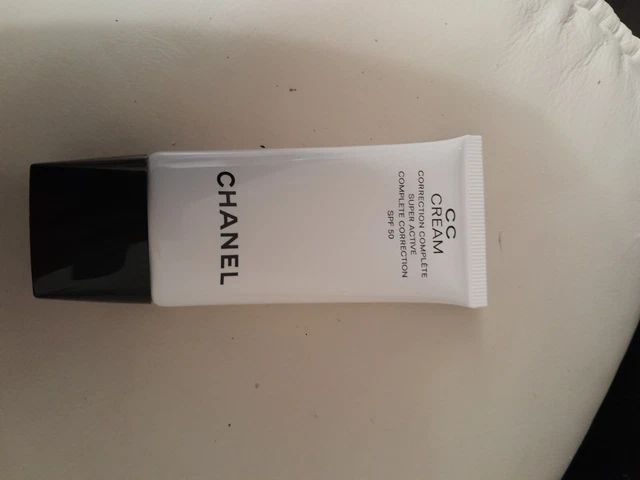 CC
CREAM
CORRECTION COMPLÈTE
SUPER ACTIVE
COMPLETE CORRECTION
SPF 50
CHANEL